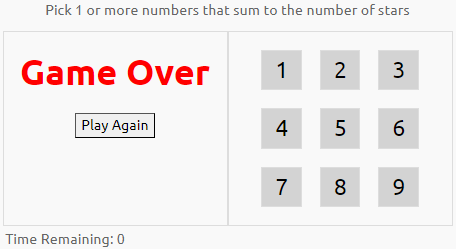 Pick 1 or more numbers that sum to the number of stars
Game Over
Play Again
1 2 3
4 5 6
7 8 9
Time Remaining: 0